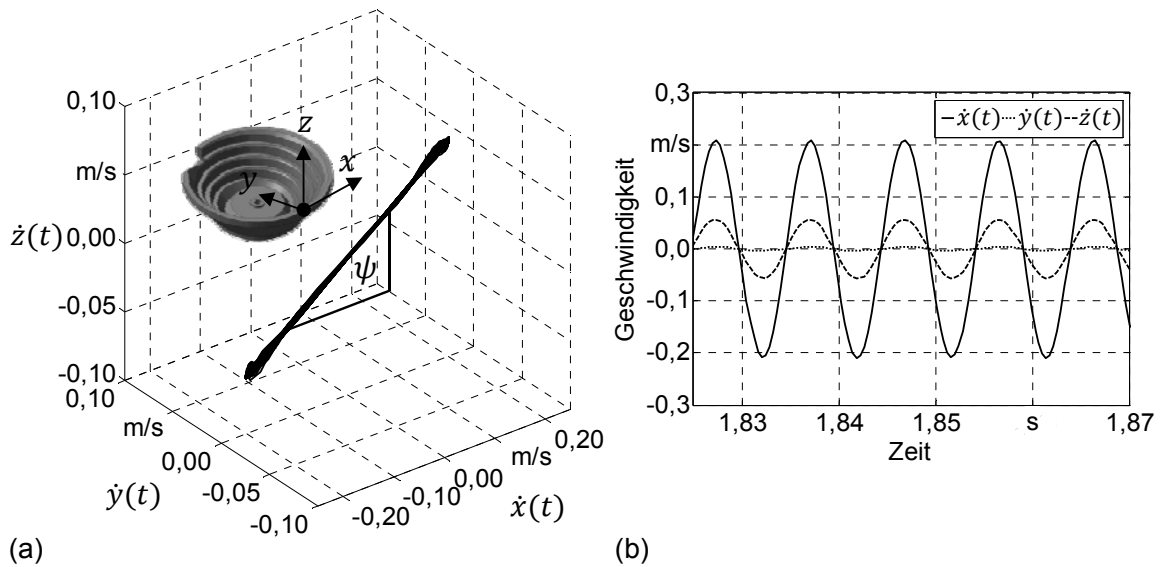 0,10
m/s
ż(t)
0,00
-0,05
-0,10
0,10
m/s
0,00
-0,05
-0,10
ẏ(t)
-0,20
-0,10
0,00
m/s
0,20
ẋ(t)
z
x
y
ψ
(a)
0,3
m/s
0,1
0,0
-0,1
-0,2
-0,3
Geschwindigkeit
ẋ(t) ẏ(t) ż(t)
1,83 1,84 1,85 s 1,87
Zeit
(b)